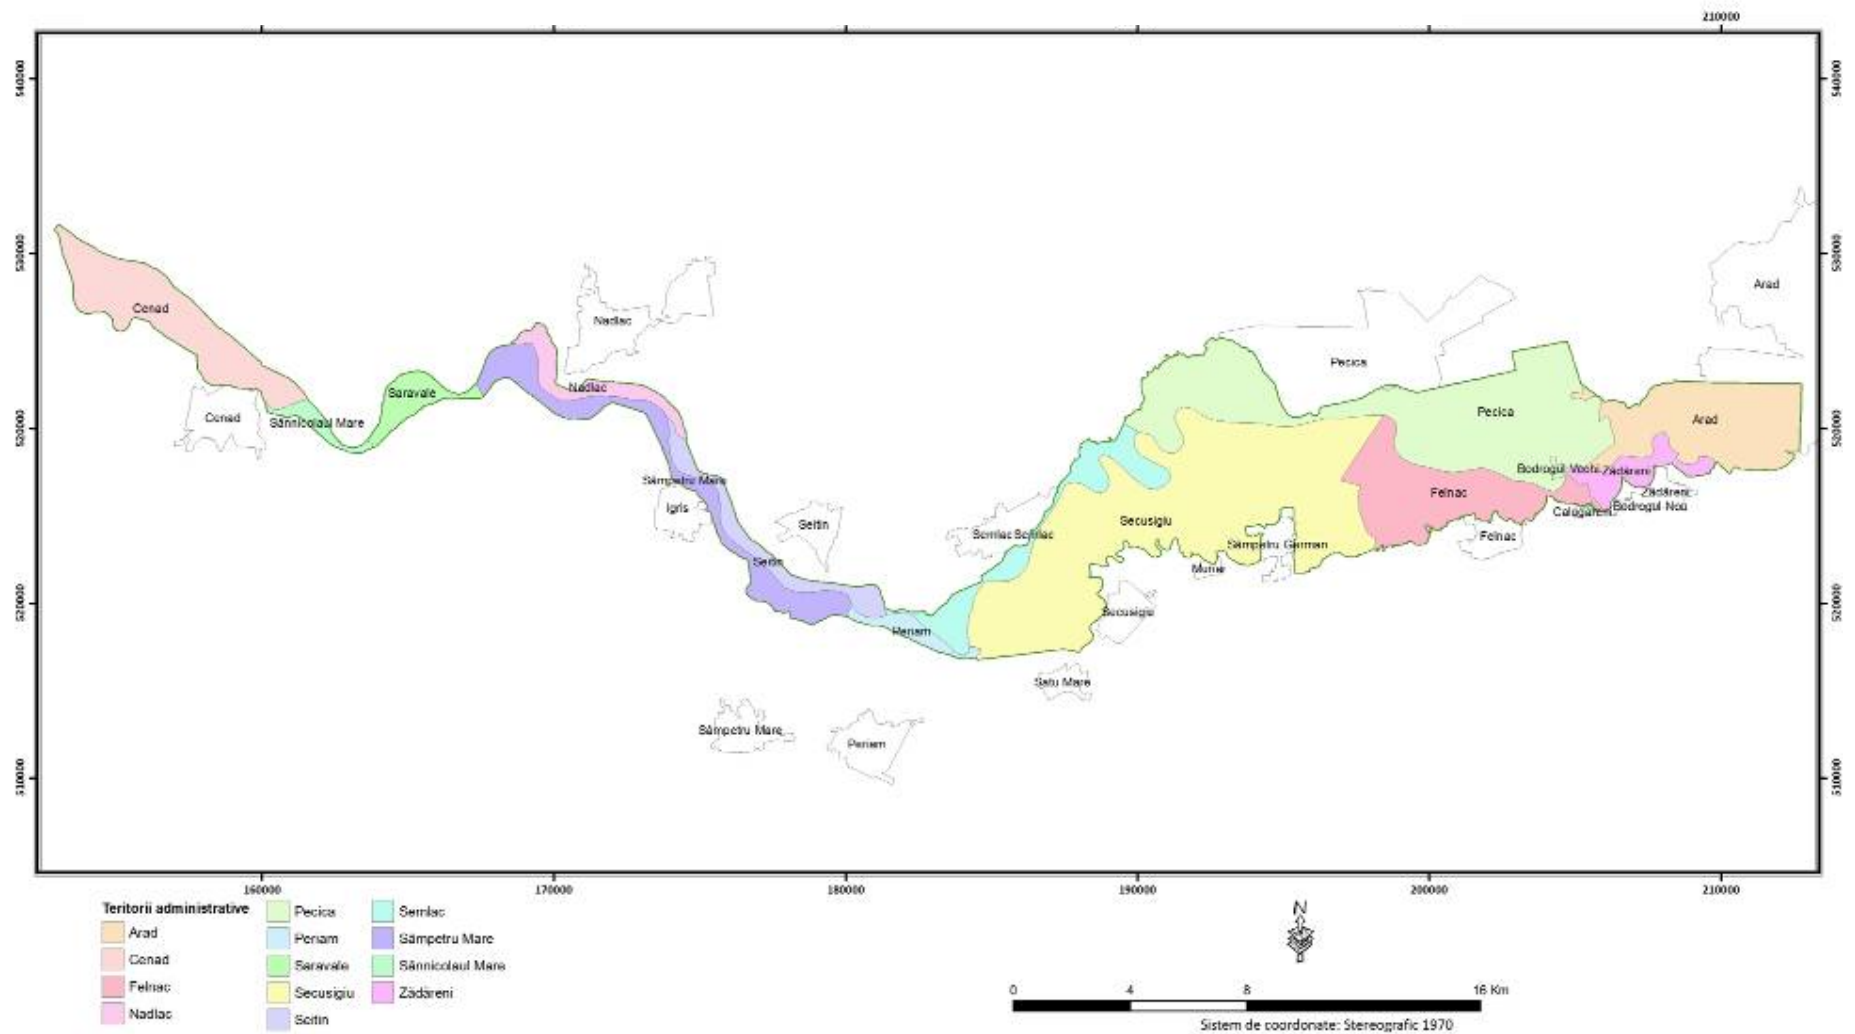 210000
540000
540000
530000
530000
Arad
Cenad
Nadlac
Pecica
Saravale
Nadlac
Cenad
Sânnicolaul Mare
Pecica
Arad
520000
520000
Bodrogul Vechi
Zădăreni
Sâmpetru Mare
Igris
Felnac
Zădăreni
Bodrogul Nou
Seitin
Secusigiu
Semlac
Semlac
Felnac
Sâmpetru German
Seitin
Munar
520000
520000
Secusigiu
Periam
Satu Mare
Sâmpetru Mare
Periam
510000
510000
160000
170000
180000
190000
200000
210000
Teritorii administrative
Arad
Cenad
Felnac
Nadlac
Pecica
Periam
Saravale
Secusigiu
Seitin
Semlac
Sâmpetru Mare
Sânnicolaul Mare
Zădăreni
N
0 4 8 16 Km
Sistem de coordonate: Stereografic 1970